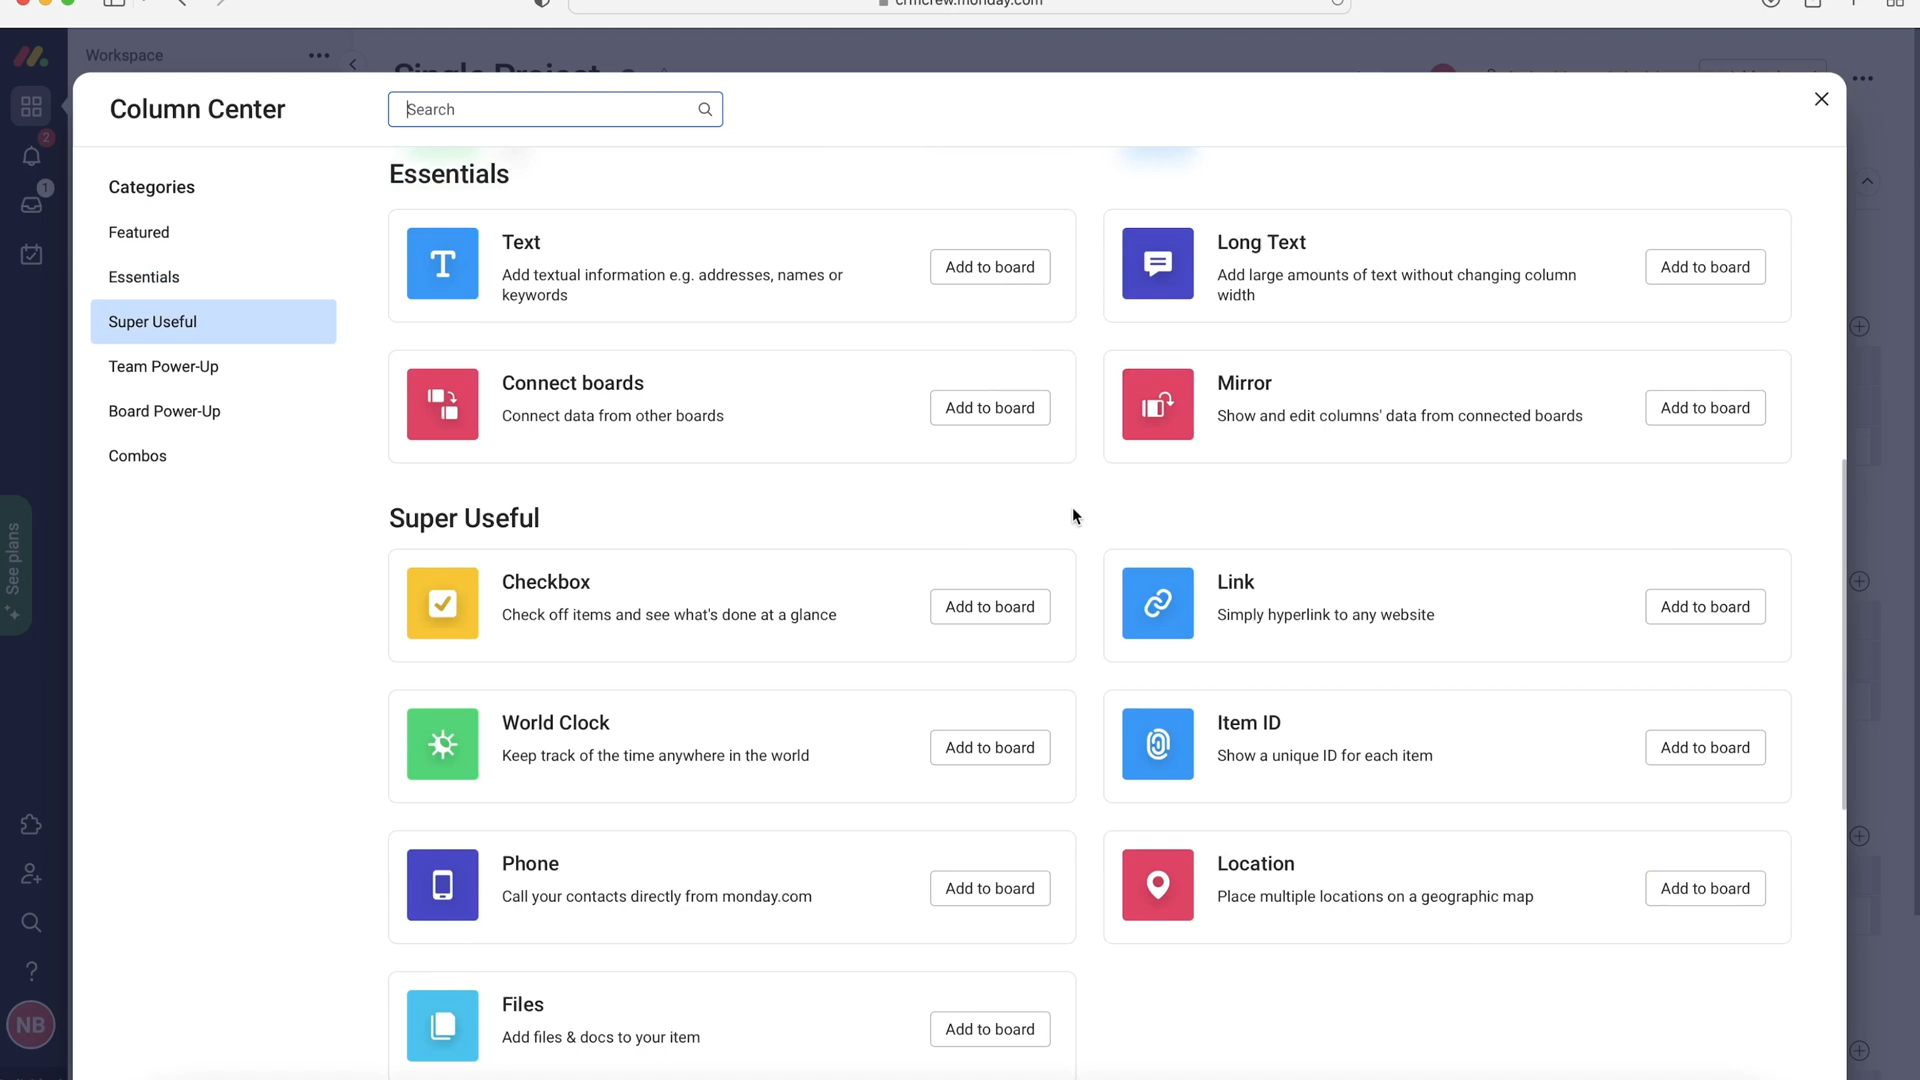 crmcrew.monday.com
Workspace
Single Project
Column Center
Search
2
1
See plans
NB
Categories
Featured
Essentials
Super Useful
Team Power-Up
Board Power-Up
Combos
Essentials
Text
Add textual information e.g. addresses, names or
keywords
Add to board
Long Text
Add large amounts of text without changing column
width
Add to board
Connect boards
Connect data from other boards
Add to board
Mirror
Show and edit columns' data from connected boards
Add to board
Super Useful
Checkbox
Check off items and see what's done at a glance
Add to board
Link
Simply hyperlink to any website
Add to board
World Clock
Keep track of the time anywhere in the world
Add to board
Item ID
Show a unique ID for each item
Add to board
Phone
Call your contacts directly from monday.com
Add to board
Location
Place multiple locations on a geographic map
Add to board
Files
Add files & docs to your item
Add to board